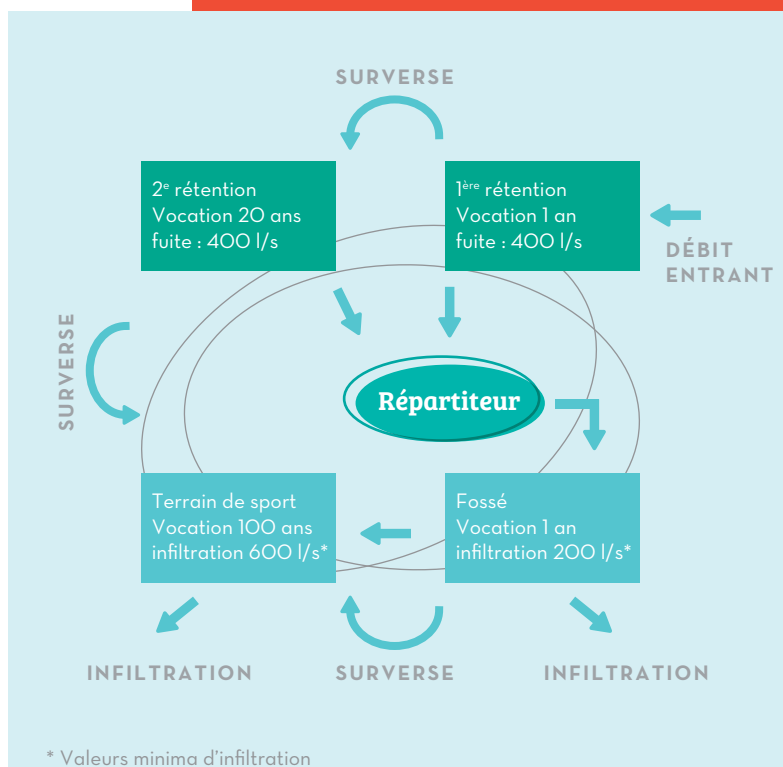 SURVERSE
2e rétention
Vocation 20 ans
fuite : 400 l/s
1ère rétention
Vocation 1 an
fuite : 400 l/s
DÉBIT
ENTRANT
SURVERSE
Répartiteur
Terrain de sport
Vocation 100 ans
infiltration 600 l/s*
Fossé
Vocation 1 an
infiltration 200 l/s*
INFILTRATION
SURVERSE
INFILTRATION
* Valeurs minima d'infiltration